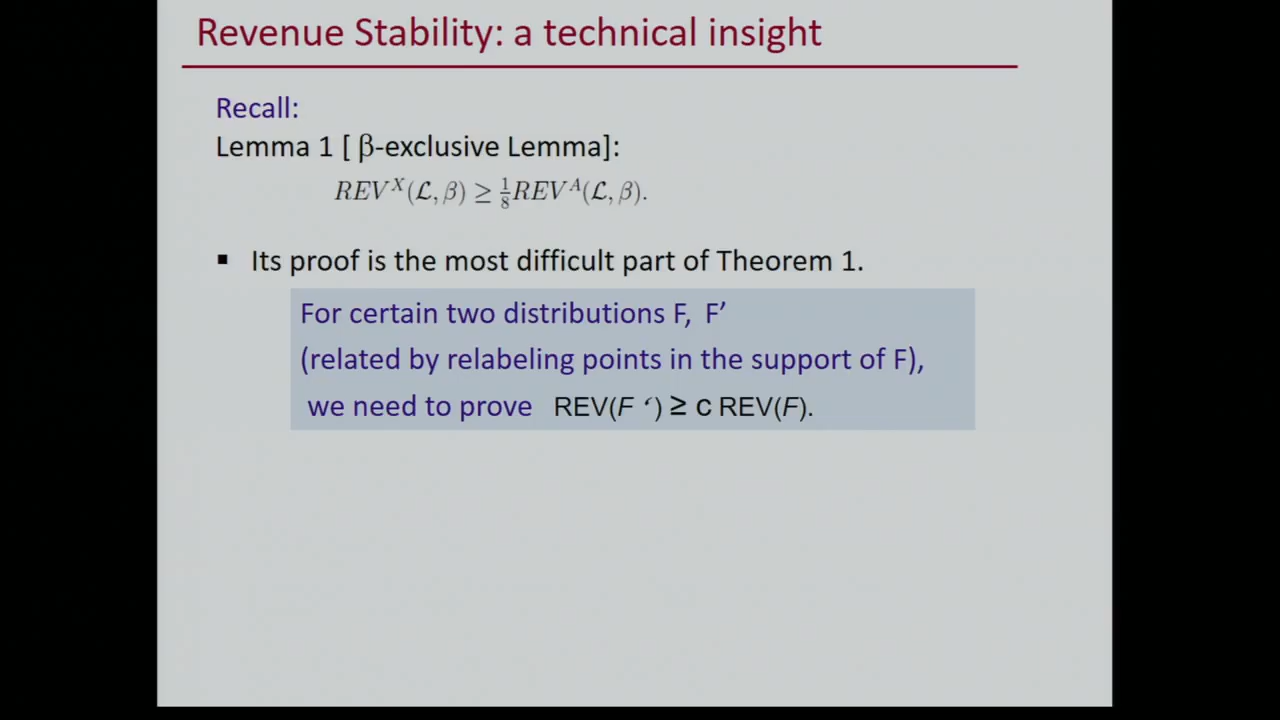 Revenue Stability: a technical insight
Recall:
Lemma 1 [ β-exclusive Lemma]:
REV^X(ℒ, β) ≥ 1/8 REV^A(ℒ, β).
▪ Its proof is the most difficult part of Theorem 1.
For certain two distributions F, F’
(related by relabeling points in the support of F),
we need to prove REV(F ‘) ≥ c REV(F).